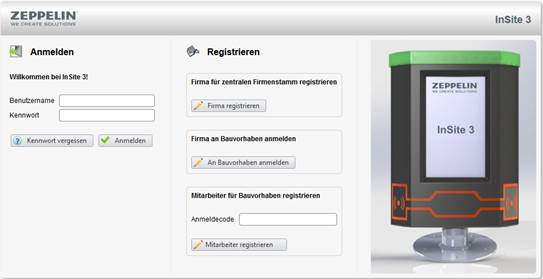 ZEPPELIN
WE CREATE SOLUTIONS
InSite 3
Anmelden
Willkommen bei InSite 3!
Benutzername
Kennwort
Kennwort vergessen
Anmelden
Registrieren
Firma für zentralen Firmenstamm registrieren
Firma registrieren
Firma an Bauvorhaben anmelden
An Bauvorhaben anmelden
Mitarbeiter für Bauvorhaben registrieren
Anmeldecode
Mitarbeiter registrieren
ZEPPELIN
WE CREATE SOLUTIONS
InSite 3